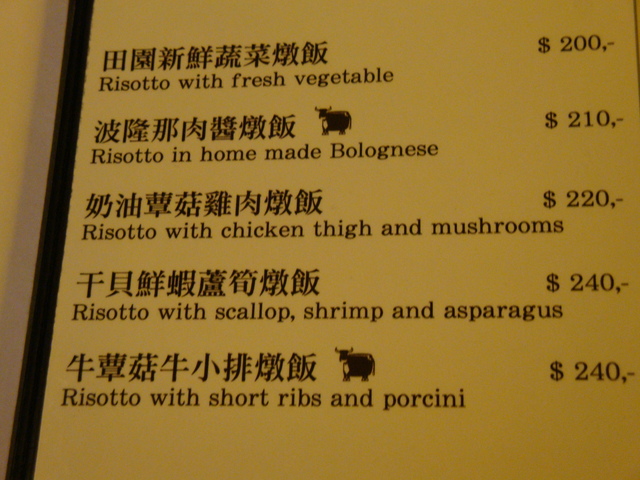 田園新鮮蔬菜燉飯 $ 200,-
Risotto with fresh vegetable
波隆那肉醬燉飯 $ 210,-
Risotto in home made Bolognese
奶油蕈菇雞肉燉飯 $ 220,-
Risotto with chicken thigh and mushrooms
干貝鮮蝦蘆筍燉飯 $ 240,-
Risotto with scallop, shrimp and asparagus
牛蕈菇牛小排燉飯 $ 240,-
Risotto with short ribs and porcini